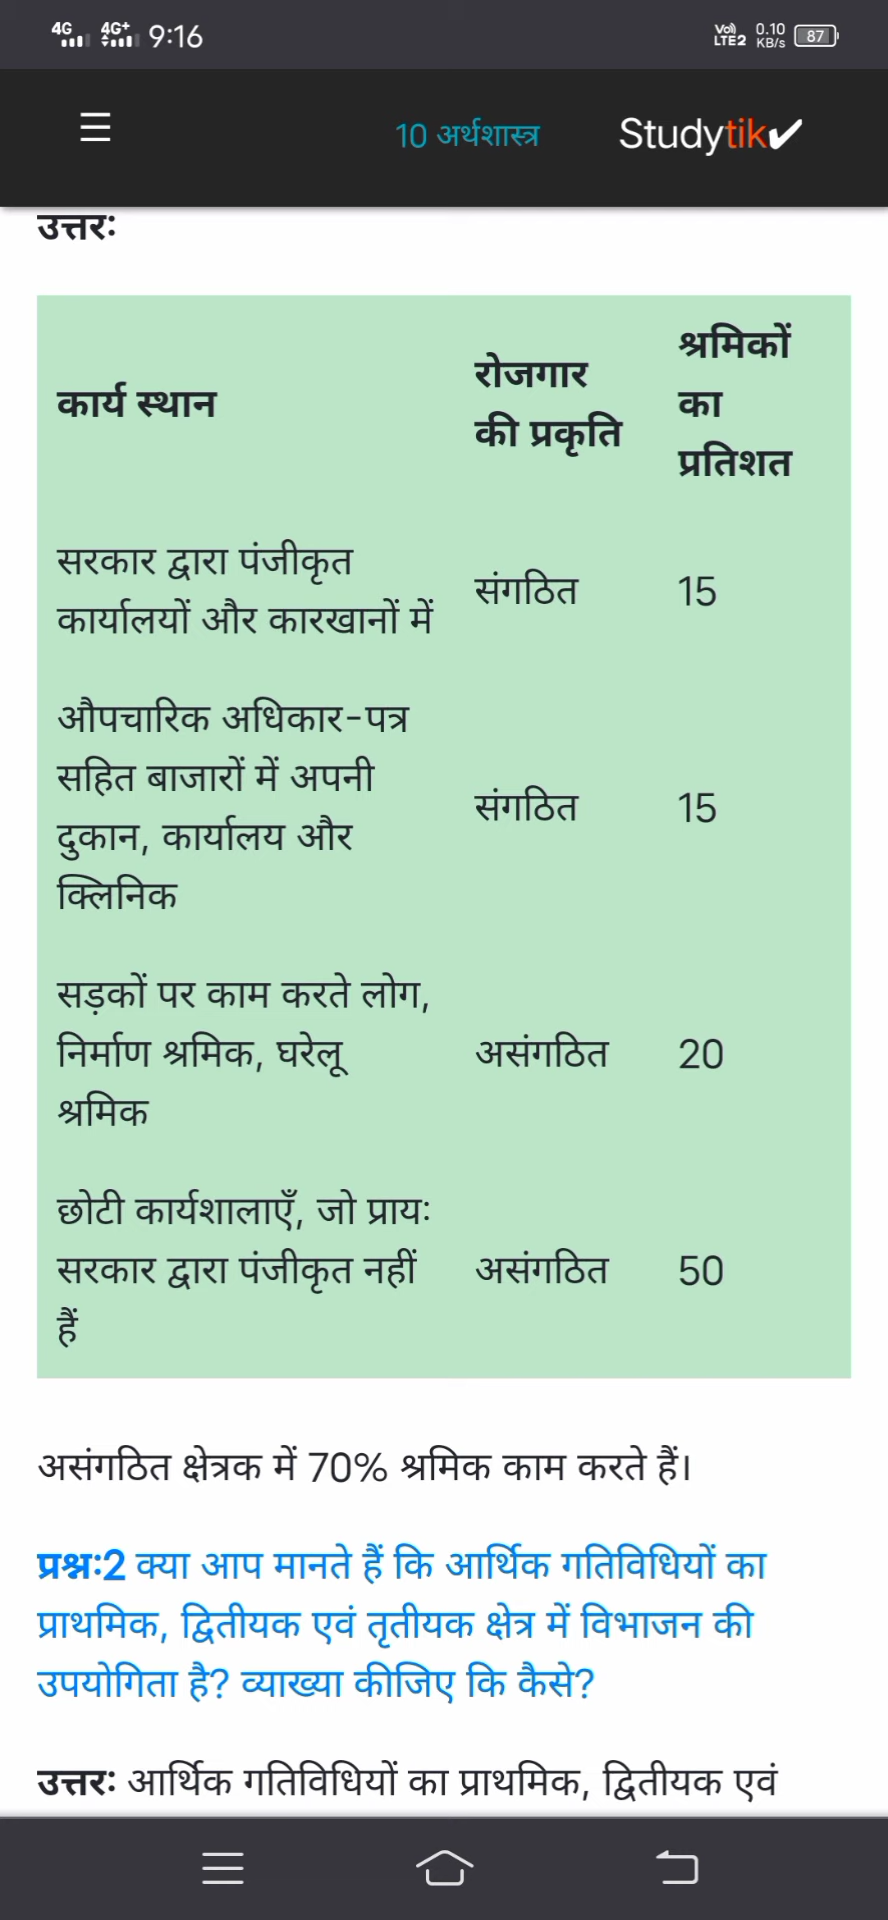 4G 4G+ 9:16 Vo) LTE2 0.10 KB/s 87
10 अर्थशास्त्र Studytik
उत्तर:
कार्य स्थान
रोजगार
की प्रकृति
श्रमिकों
का
प्रतिशत
सरकार द्वारा पंजीकृत
कार्यालयों और कारखानों में
संगठित
15
औपचारिक अधिकार-पत्र
सहित बाजारों में अपनी
दुकान, कार्यालय और
क्लिनिक
संगठित
15
सड़कों पर काम करते लोग,
निर्माण श्रमिक, घरेलू
श्रमिक
असंगठित
20
छोटी कार्यशालाएँ, जो प्रायः
सरकार द्वारा पंजीकृत नहीं
हैं
असंगठित
50
असंगठित क्षेत्रक में 70% श्रमिक काम करते हैं।
प्रश्न:2 क्या आप मानते हैं कि आर्थिक गतिविधियों का
प्राथमिक, द्वितीयक एवं तृतीयक क्षेत्र में विभाजन की
उपयोगिता है? व्याख्या कीजिए कि कैसे?
उत्तर: आर्थिक गतिविधियों का प्राथमिक, द्वितीयक एवं